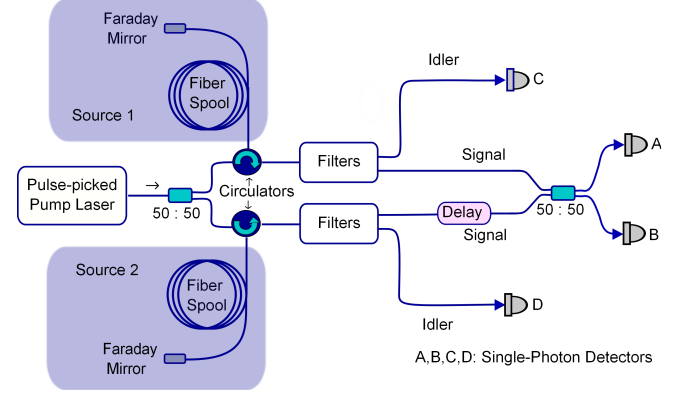 Faraday
Mirror
Fiber
Spool
Source 1
Idler
C
Filters
Signal
A
Pulse-picked
Pump Laser
→
50 : 50
Circulators
↑
↓
50 : 50
Filters
Delay
Signal
B
Source 2
Fiber
Spool
Faraday
Mirror
D
Idler
A,B,C,D: Single-Photon Detectors